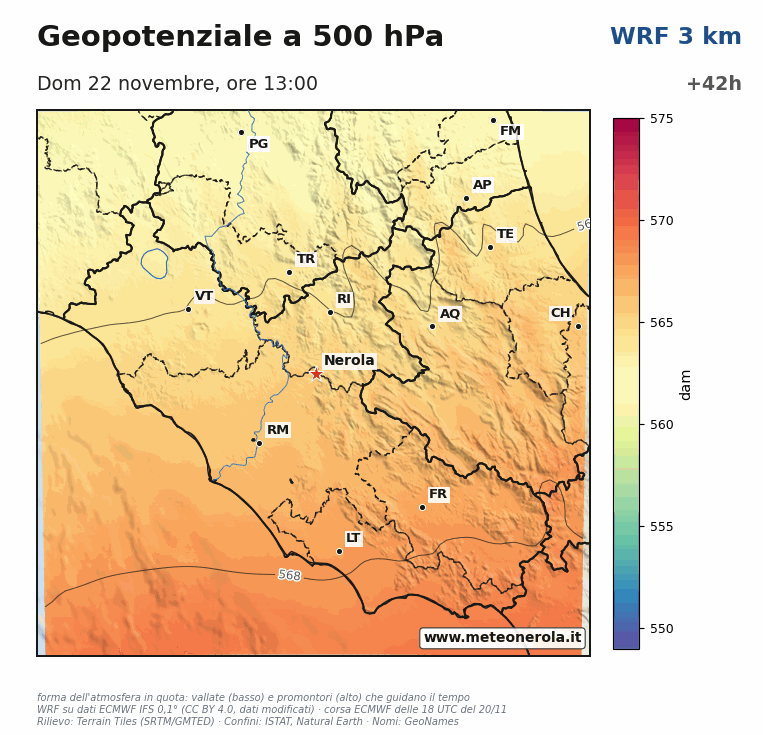 Geopotenziale a 500 hPa
WRF 3 km
Dom 22 novembre, ore 13:00
+42h
FM
PG
AP
56
TE
TR
VT
RI
AQ
CH
Nerola
RM
FR
LT
568
www.meteonerola.it
575
570
565
560
555
550
dam
forma dell'atmosfera in quota: vallate (basso) e promontori (alto) che guidano il tempo
WRF su dati ECMWF IFS 0,1° (CC BY 4.0, dati modificati) · corsa ECMWF delle 18 UTC del 20/11
Rilievo: Terrain Tiles (SRTM/GMTED) · Confini: ISTAT, Natural Earth · Nomi: GeoNames